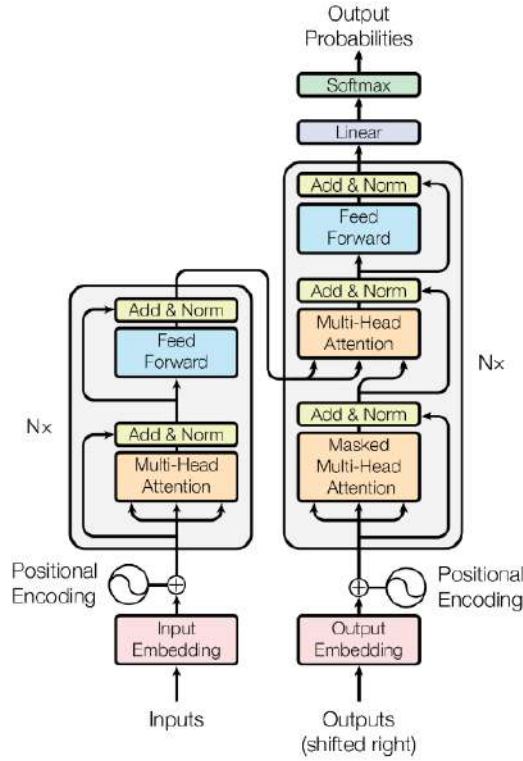 Output
Probabilities
Softmax
Linear
Add & Norm
Feed
Forward
Add & Norm
Multi-Head
Attention
Nx
Add & Norm
Masked
Multi-Head
Attention
Positional
Encoding
Output
Embedding
Outputs
(shifted right)
Add & Norm
Feed
Forward
Nx
Add & Norm
Multi-Head
Attention
Positional
Encoding
Input
Embedding
Inputs